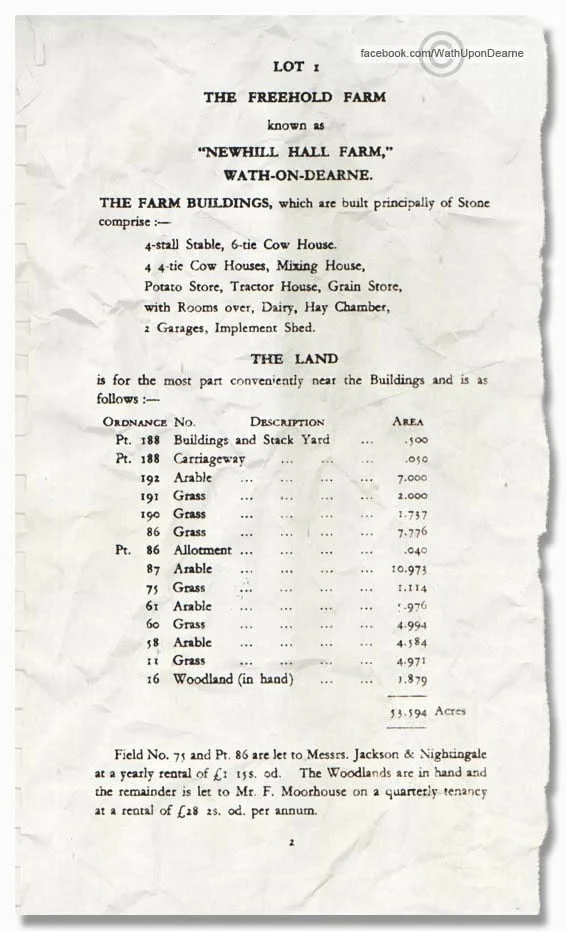 facebook.com/WathUponDearne
LOT 1
THE FREEHOLD FARM
known as
“NEWHILL HALL FARM,”
WATH-ON-DEARNE.
THE FARM BUILDINGS, which are built principally of Stone
comprise :—
4-stall Stable, 6-tie Cow House.
4 4-tie Cow Houses, Mixing House,
Potato Store, Tractor House, Grain Store,
with Rooms over, Dairy, Hay Chamber,
2 Garages, Implement Shed.
THE LAND
is for the most part conveniently near the Buildings and is as
follows :—
ORDNANCE NO. DESCRIPTION AREA
Pt. 188 Buildings and Stack Yard ... .500
Pt. 188 Carriageway ... ... ... .050
192 Arable ... ... ... ... 7.000
191 Grass ... ... ... ... 2.000
190 Grass ... ... ... ... 1.737
86 Grass ... ... ... ... 7.776
Pt. 86 Allotment ... ... ... ... .040
87 Arable ... ... ... ... 10.973
75 Grass ... ... ... ... 1.114
61 Arable ... ... ... ... 5.976
60 Grass ... ... ... ... 4.994
58 Arable ... ... ... ... 4.584
11 Grass ... ... ... ... 4.971
16 Woodland (in hand) ... ... 1.879
53.594 Acres
Field No. 75 and Pt. 86 are let to Messrs. Jackson & Nightingale
at a yearly rental of £1 15s. 0d. The Woodlands are in hand and
the remainder is let to Mr. F. Moorhouse on a quarterly tenancy
at a rental of £28 2s. 0d. per annum.
2